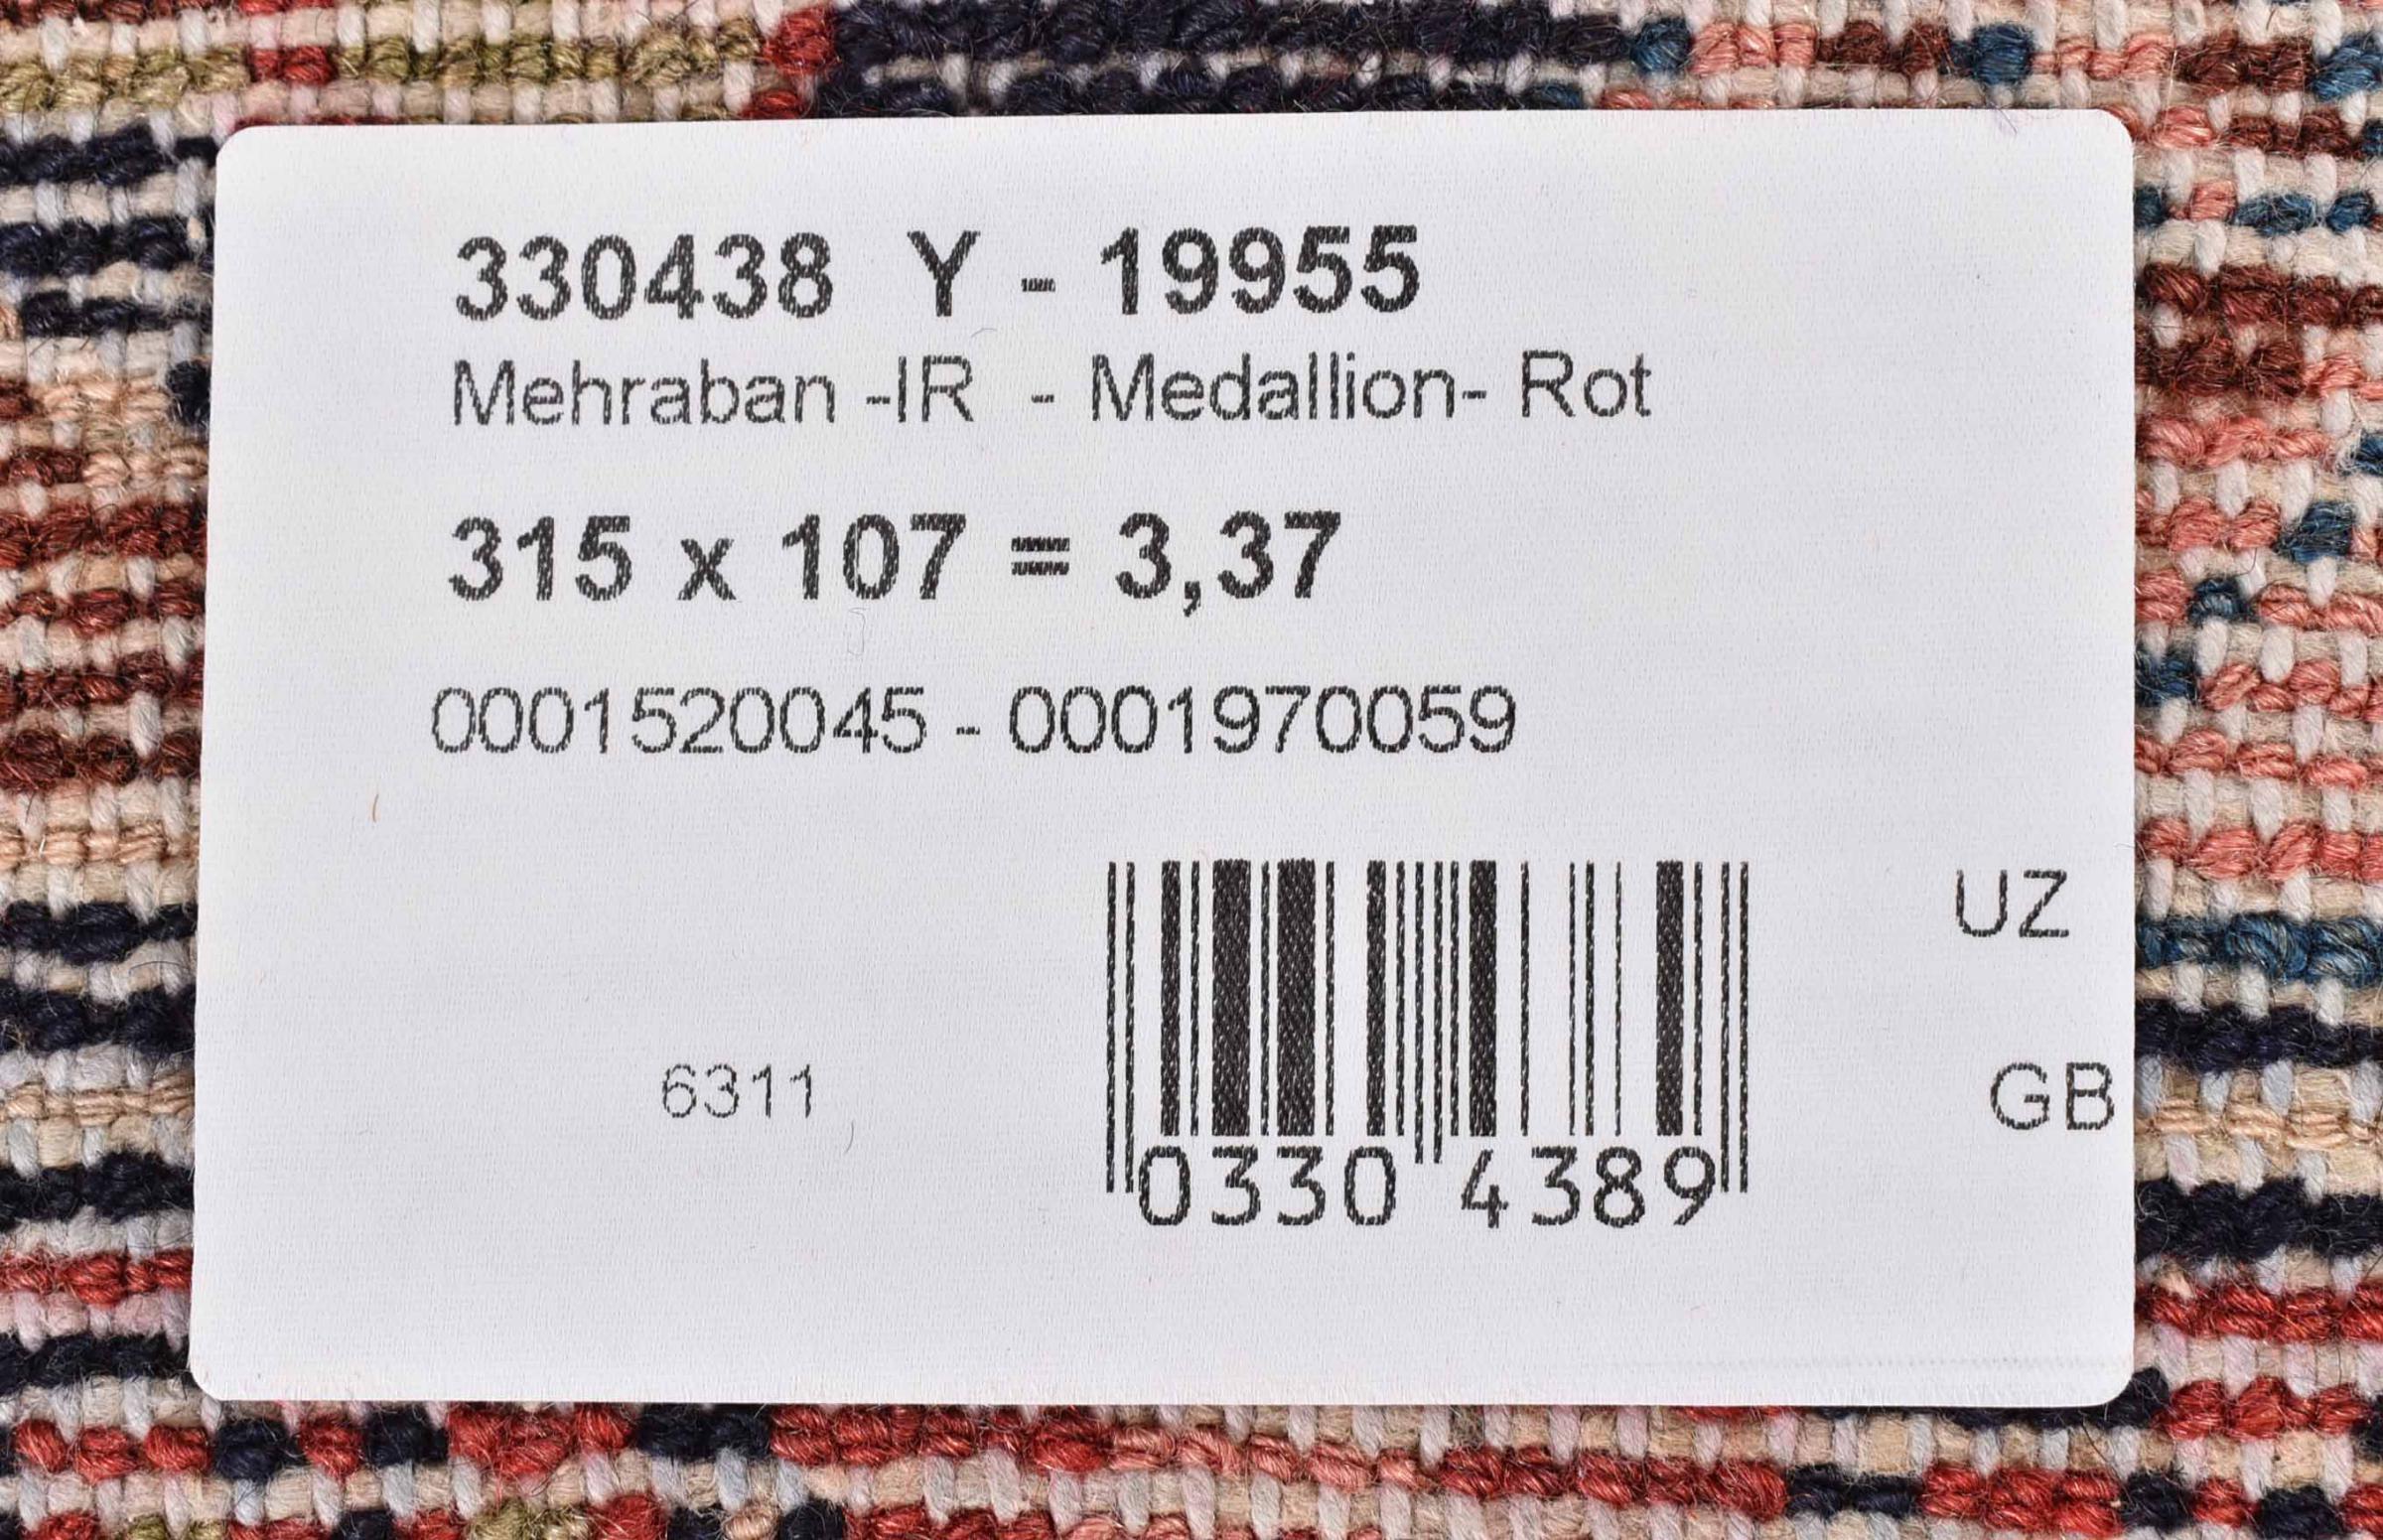 330438 Y - 19955
Mehraban -IR - Medallion- Rot
315 x 107 = 3,37
0001520045 - 0001970059
UZ
6311
GB
0330 4389